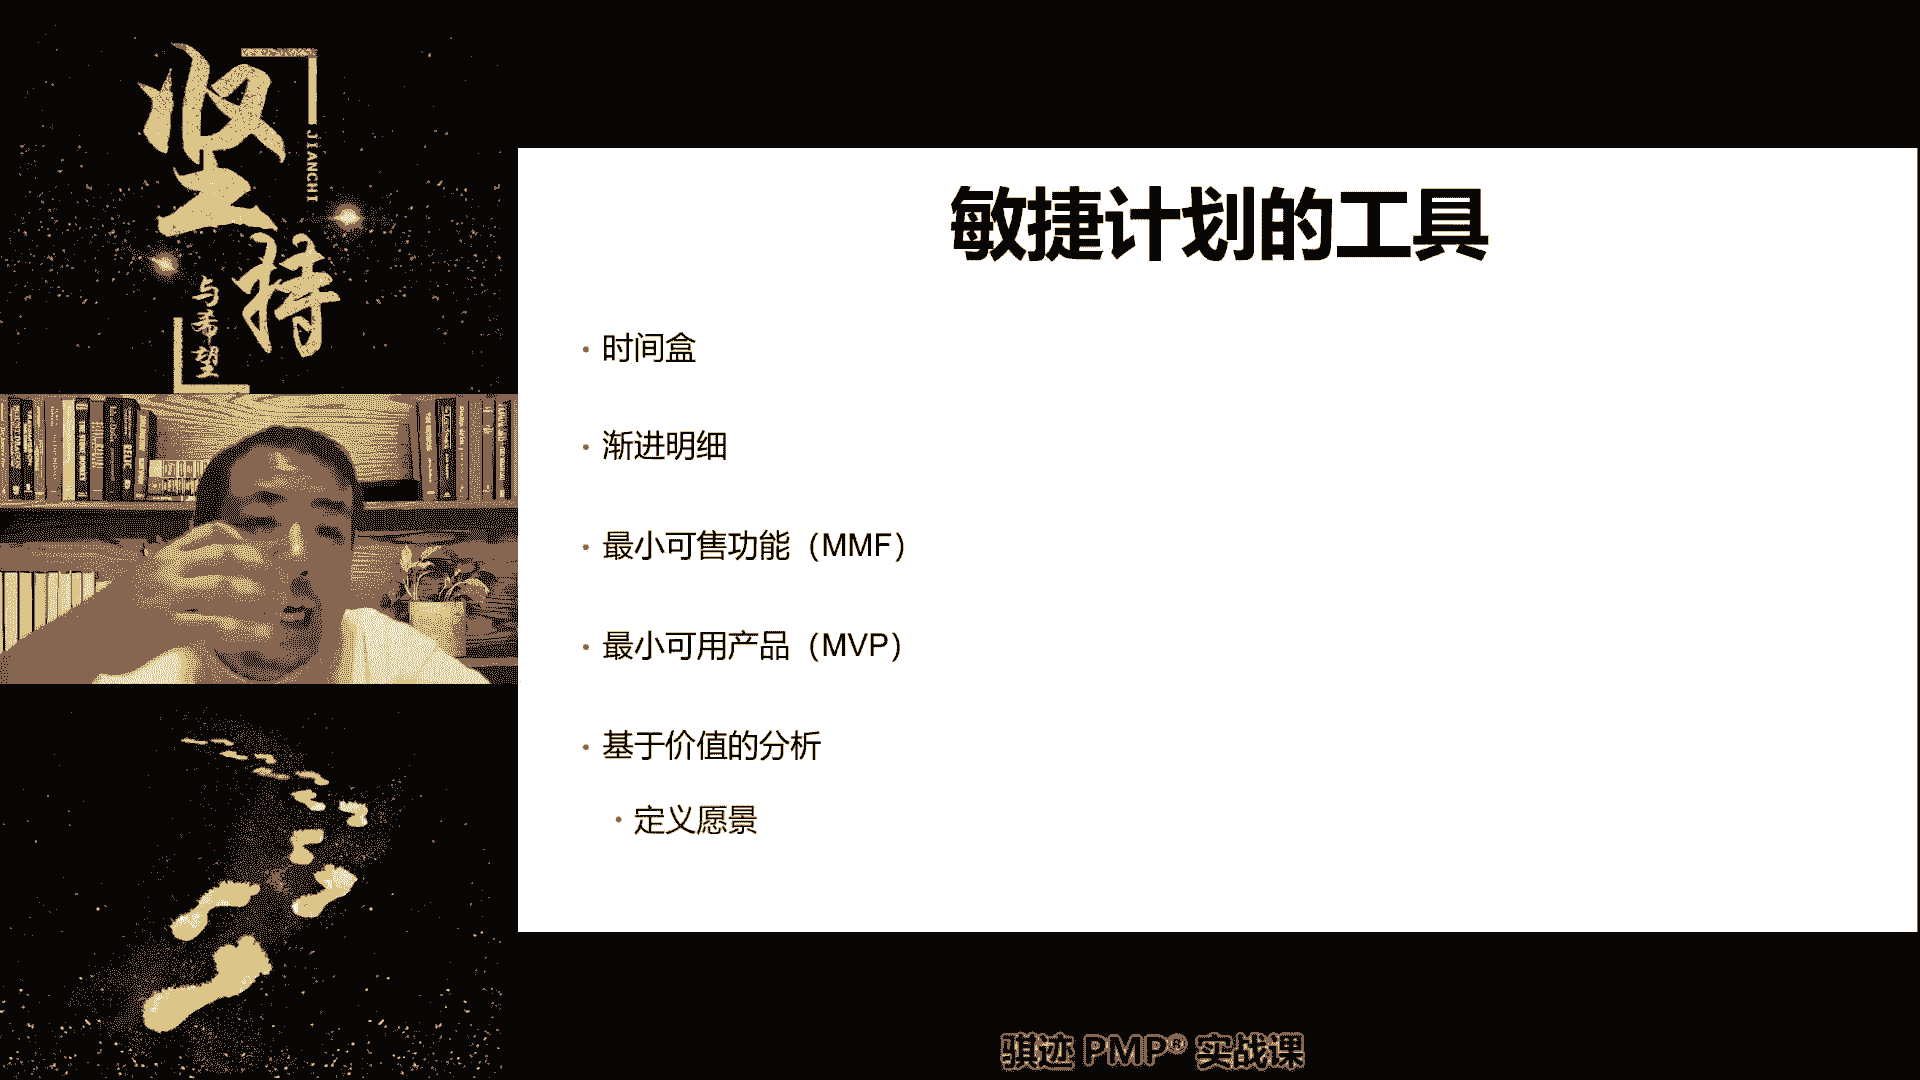 坚持
JIANCHI
与希望
敏捷计划的工具
· 时间盒
· 渐进明细
· 最小可售功能（MMF）
· 最小可用产品（MVP）
· 基于价值的分析
· 定义愿景
骐迹 PMP® 实战课